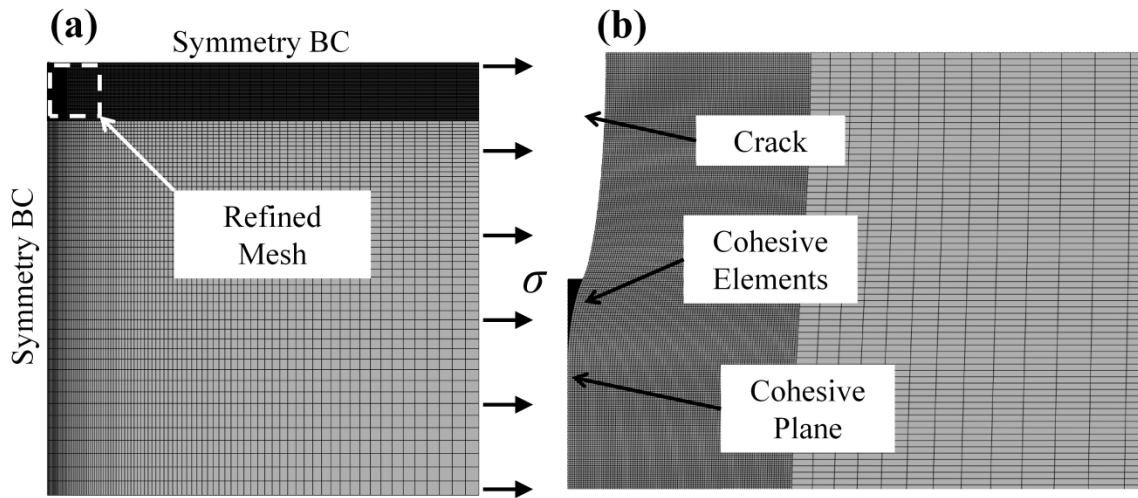 (a)
Symmetry BC
Symmetry BC
Refined
Mesh
σ
(b)
Crack
Cohesive
Elements
Cohesive
Plane